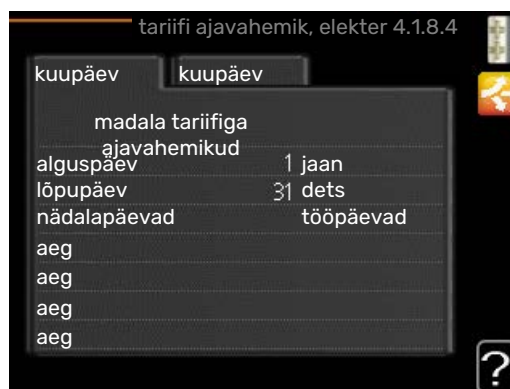 tariifi ajavahemik, elekter 4.1.8.4
kuupäev kuupäev
madala tariifiga
ajavahemikud
alguspäev 1 jaan
lõpupäev 31 dets
nädalapäevad tööpäevad
aeg
aeg
aeg
aeg
?